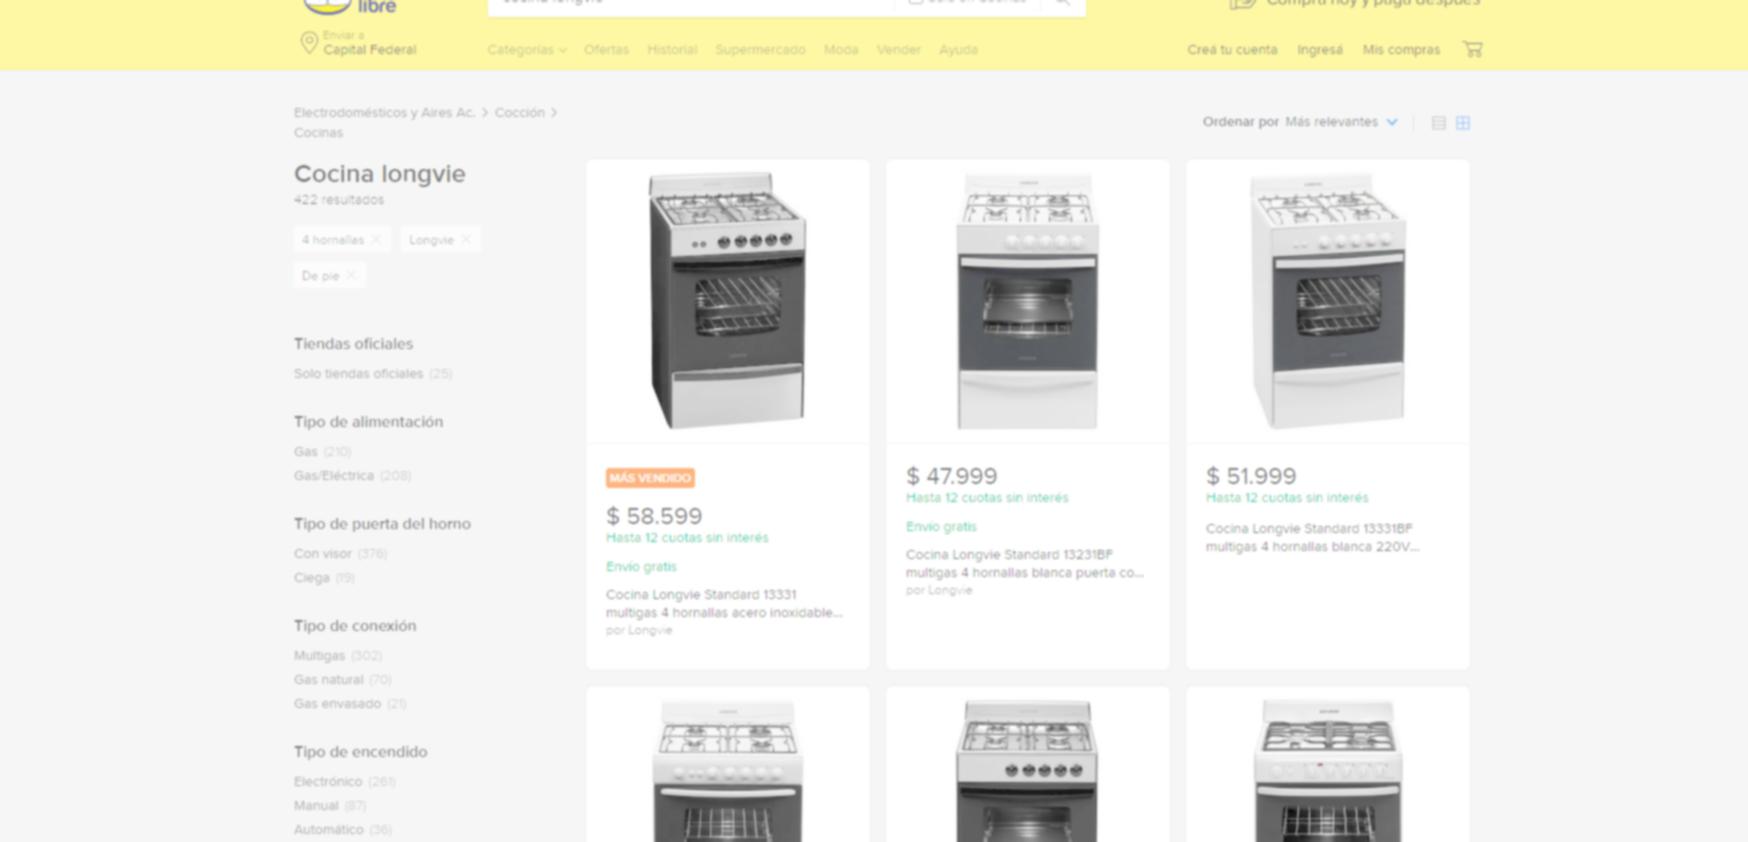 libre
cocina longvie
Compra hoy y pagá después
Enviar a
Capital Federal
Categorías Ofertas Historial Supermercado Moda Vender Ayuda
Creá tu cuenta Ingresá Mis compras
Electrodomésticos y Aires Ac. > Cocción >
Cocinas
Ordenar por Más relevantes
Cocina longvie
422 resultados
4 hornallas
Longvie
De pie
Tiendas oficiales
Solo tiendas oficiales (25)
Tipo de alimentación
Gas (210)
Gas/Eléctrica (208)
Tipo de puerta del horno
Con visor (376)
Ciega (19)
Tipo de conexión
Multigas (302)
Gas natural (70)
Gas envasado (21)
Tipo de encendido
Electrónico (261)
Manual (87)
Automático (36)
MÁS VENDIDO
$ 58.599
Hasta 12 cuotas sin interés
Envío gratis
Cocina Longvie Standard 13331
multigas 4 hornallas acero inoxidable...
por Longvie
$ 47.999
Hasta 12 cuotas sin interés
Envío gratis
Cocina Longvie Standard 13231BF
multigas 4 hornallas blanca puerta co...
por Longvie
$ 51.999
Hasta 12 cuotas sin interés
Cocina Longvie Standard 13331BF
multigas 4 hornallas blanca 220V...